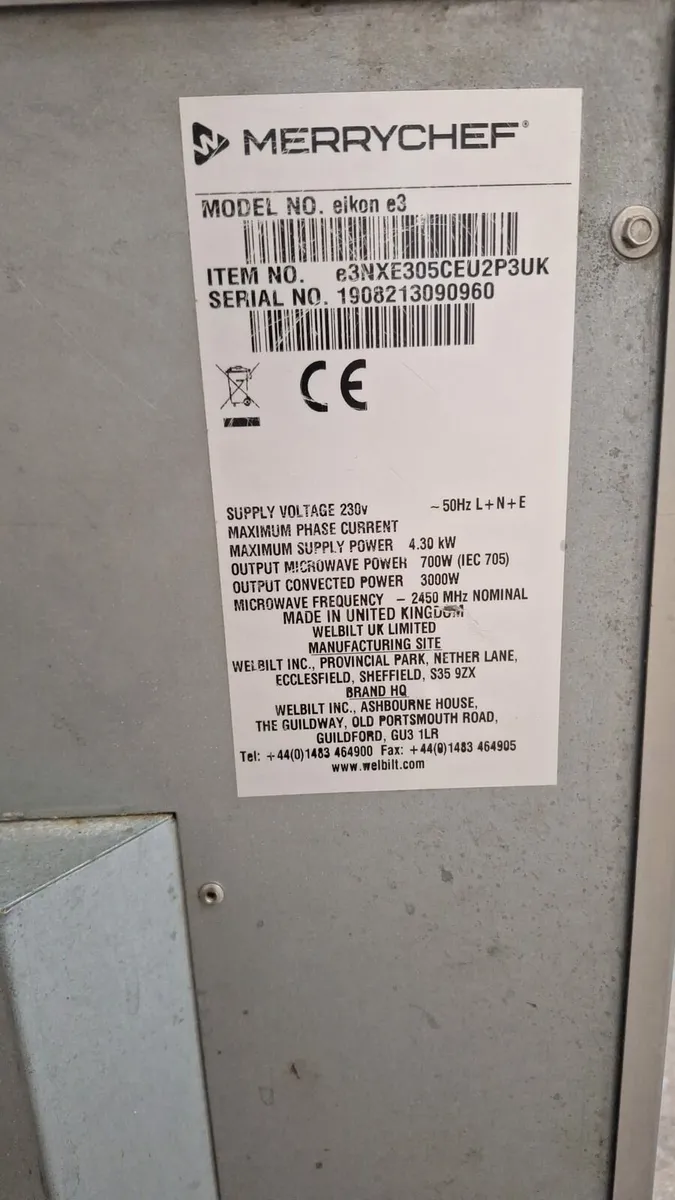 MERRYCHEF®
MODEL NO. eikon e3
ITEM NO. e3NXE305CEU2P3UK
SERIAL NO. 1908213090960
CE
SUPPLY VOLTAGE 230v ~50Hz L+N+E
MAXIMUM PHASE CURRENT
MAXIMUM SUPPLY POWER 4.30 kW
OUTPUT MICROWAVE POWER 700W (IEC 705)
OUTPUT CONVECTED POWER 3000W
MICROWAVE FREQUENCY – 2450 MHz NOMINAL
MADE IN UNITED KINGDOM
WELBILT UK LIMITED
MANUFACTURING SITE
WELBILT INC., PROVINCIAL PARK, NETHER LANE,
ECCLESFIELD, SHEFFIELD, S35 9ZX
BRAND HQ
WELBILT INC., ASHBOURNE HOUSE,
THE GUILDWAY, OLD PORTSMOUTH ROAD,
GUILDFORD, GU3 1LR
Tel: +44(0)1483 464900 Fax: +44(0)1483 464905
www.welbilt.com